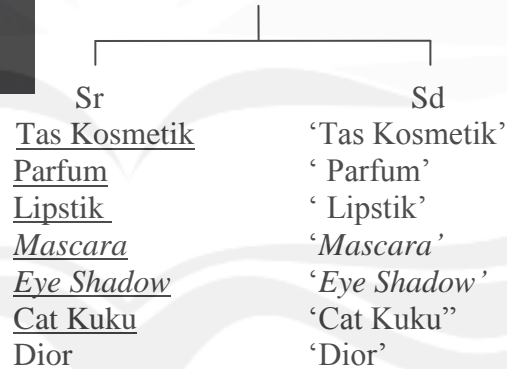 Sr Sd
Tas Kosmetik ‘Tas Kosmetik’
Parfum ‘ Parfum’
Lipstik ‘ Lipstik’
Mascara ‘Mascara’
Eye Shadow ‘Eye Shadow’
Cat Kuku ‘Cat Kuku”
Dior ‘Dior’